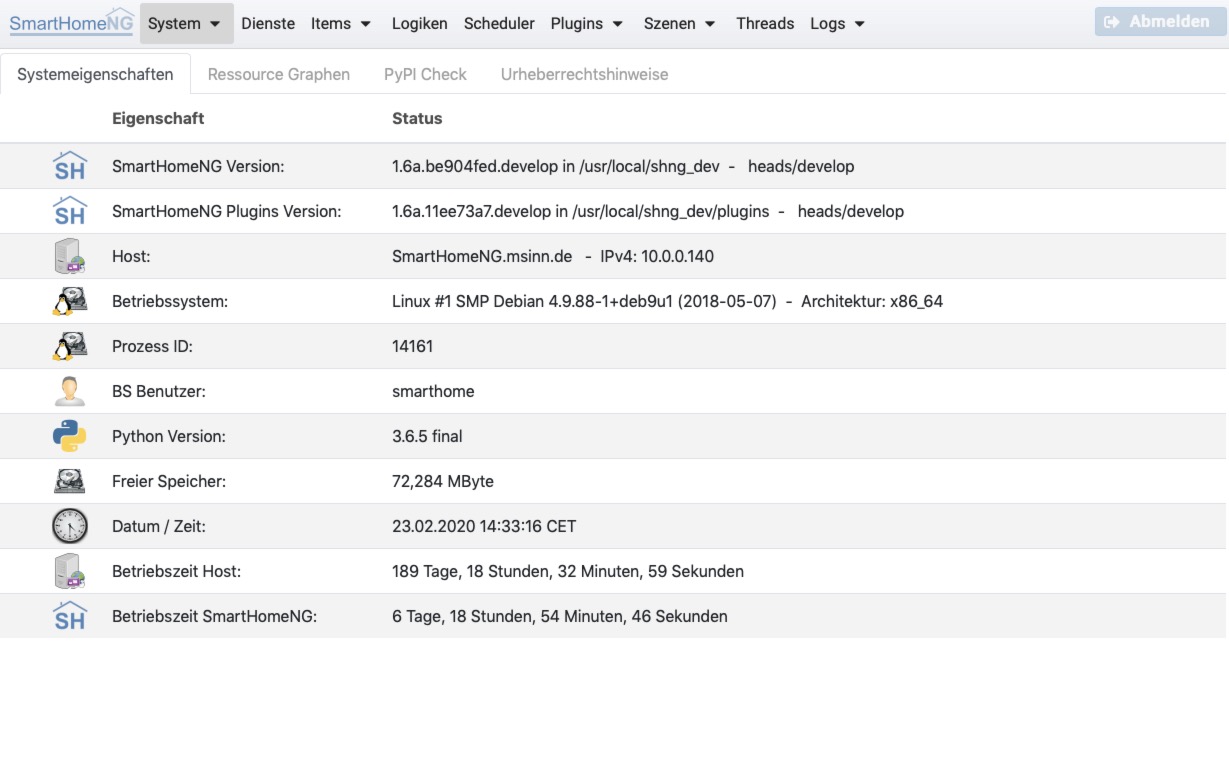 SmartHomeNG System Dienste Items Logiken Scheduler Plugins Szenen Threads Logs Abmelden
Systemeigenschaften Ressource Graphen PyPI Check Urheberrechtshinweise
Eigenschaft Status
SH SmartHomeNG Version: 1.6a.be904fed.develop in /usr/local/shng_dev - heads/develop
SH SmartHomeNG Plugins Version: 1.6a.11ee73a7.develop in /usr/local/shng_dev/plugins - heads/develop
Host: SmartHomeNG.msinn.de - IPv4: 10.0.0.140
Betriebssystem: Linux #1 SMP Debian 4.9.88-1+deb9u1 (2018-05-07) - Architektur: x86_64
Prozess ID: 14161
BS Benutzer: smarthome
Python Version: 3.6.5 final
Freier Speicher: 72,284 MByte
Datum / Zeit: 23.02.2020 14:33:16 CET
Betriebszeit Host: 189 Tage, 18 Stunden, 32 Minuten, 59 Sekunden
SH Betriebszeit SmartHomeNG: 6 Tage, 18 Stunden, 54 Minuten, 46 Sekunden